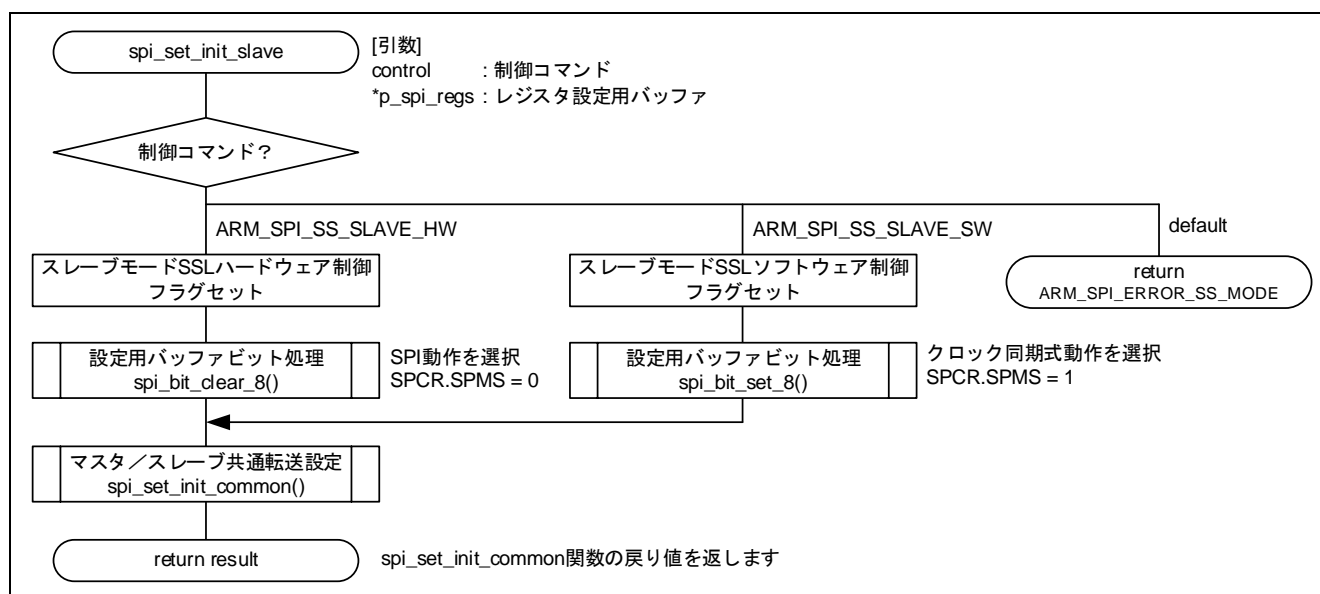 spi_set_init_slave
[引数]
control : 制御コマンド
*p_spi_regs : レジスタ設定用バッファ
制御コマンド？
ARM_SPI_SS_SLAVE_HW
ARM_SPI_SS_SLAVE_SW
default
スレーブモードSSLハードウェア制御
フラグセット
スレーブモードSSLソフトウェア制御
フラグセット
return
ARM_SPI_ERROR_SS_MODE
設定用バッファビット処理
spi_bit_clear_8()
SPI動作を選択
SPCR.SPMS = 0
設定用バッファビット処理
spi_bit_set_8()
クロック同期式動作を選択
SPCR.SPMS = 1
マスタ／スレーブ共通転送設定
spi_set_init_common()
return result
spi_set_init_common関数の戻り値を返します